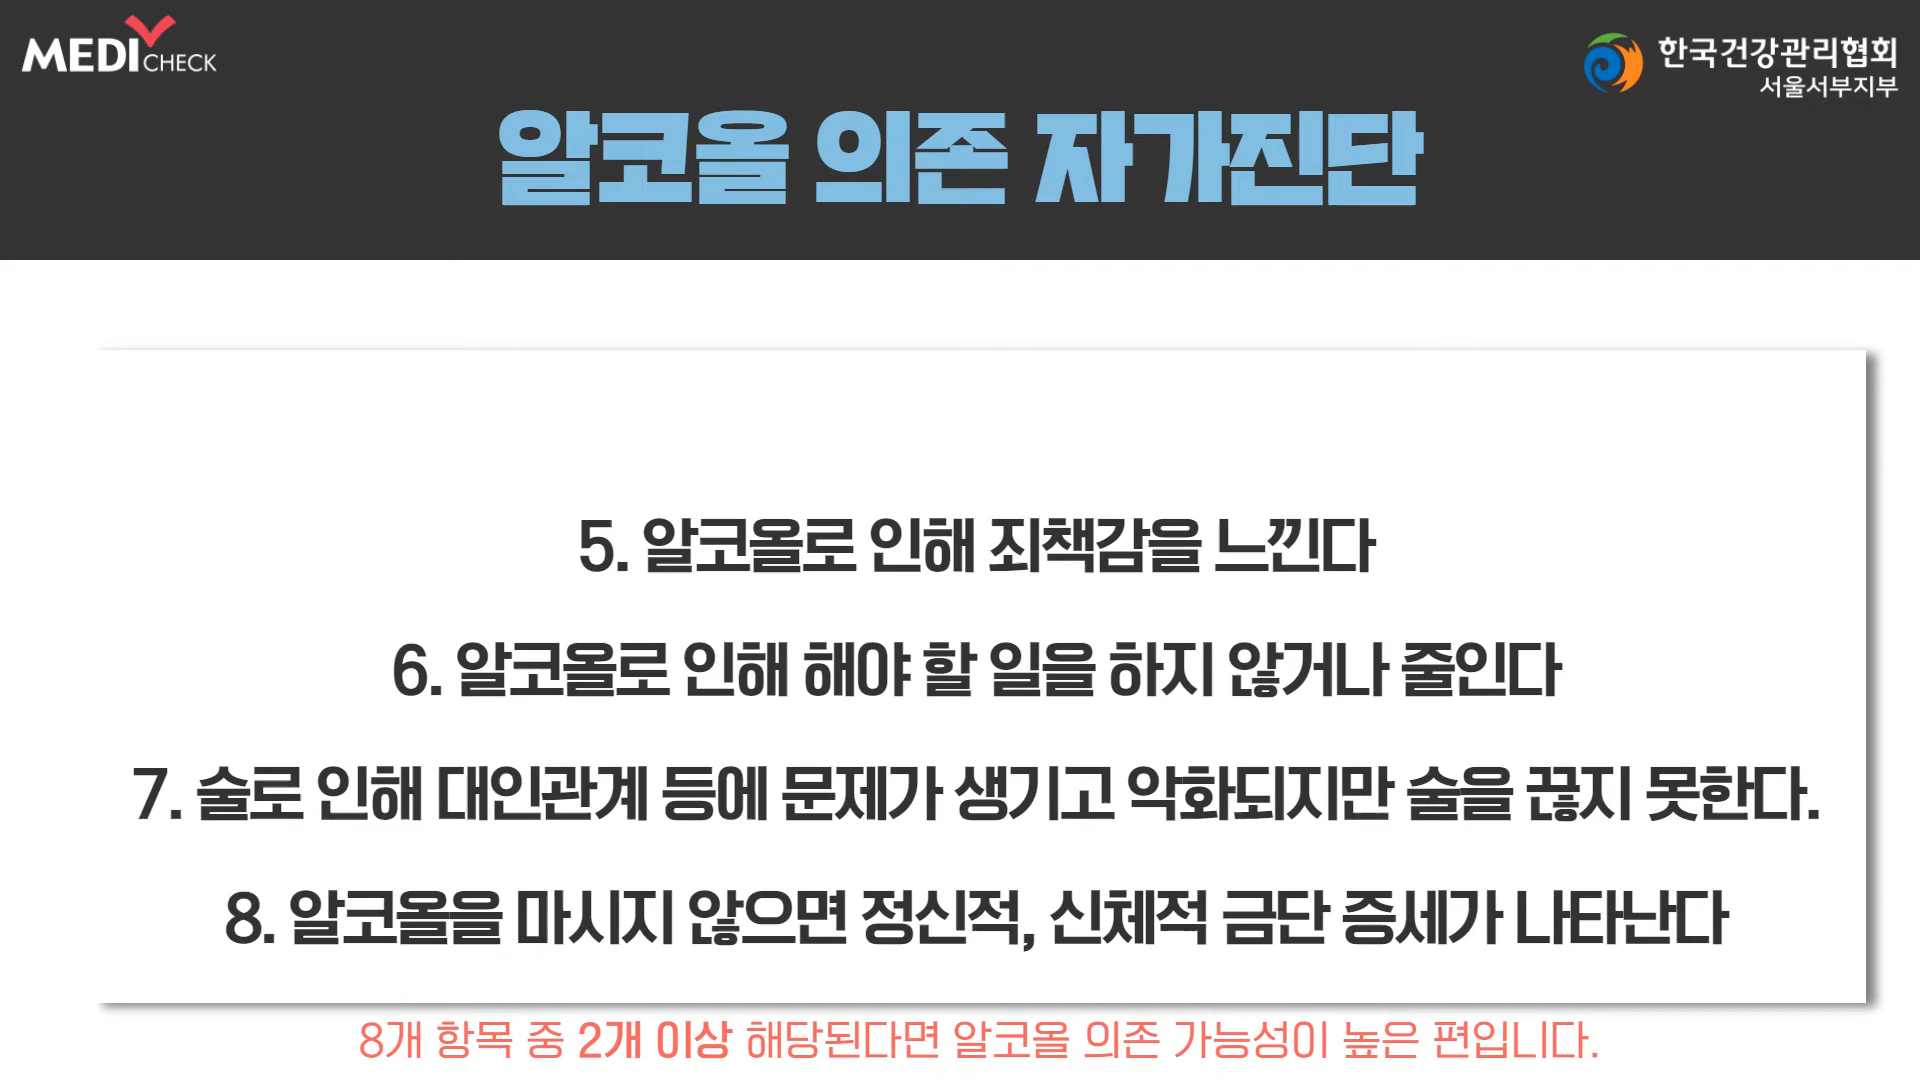 MEDICHECK
한국건강관리협회
서울서부지부
알코올 의존 자가진단
5. 알코올로 인해 죄책감을 느낀다
6. 알코올로 인해 해야 할 일을 하지 않거나 줄인다
7. 술로 인해 대인관계 등에 문제가 생기고 악화되지만 술을 끊지 못한다.
8. 알코올을 마시지 않으면 정신적, 신체적 금단 증세가 나타난다
8개 항목 중 2개 이상 해당된다면 알코올 의존 가능성이 높은 편입니다.